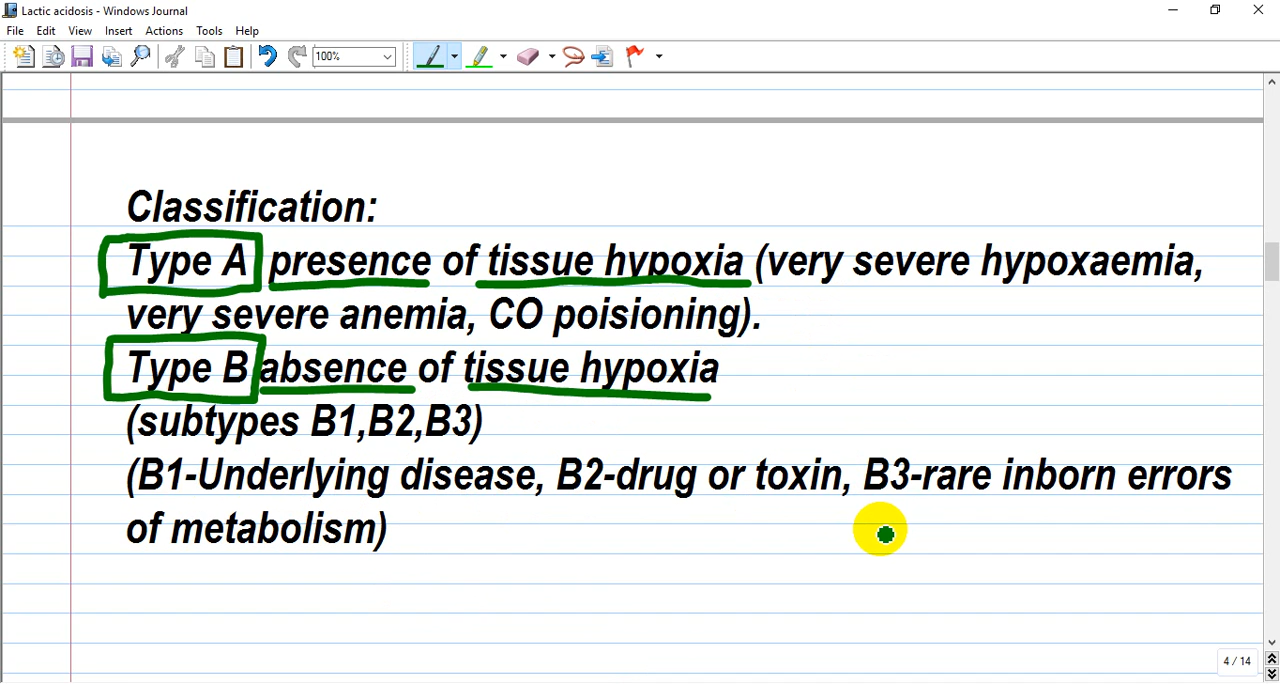 Lactic acidosis - Windows Journal
File Edit View Insert Actions Tools Help
100%
Classification:
Type A presence of tissue hypoxia (very severe hypoxaemia,
very severe anemia, CO poisioning).
Type B absence of tissue hypoxia
(subtypes B1,B2,B3)
(B1-Underlying disease, B2-drug or toxin, B3-rare inborn errors
of metabolism)
4 / 14